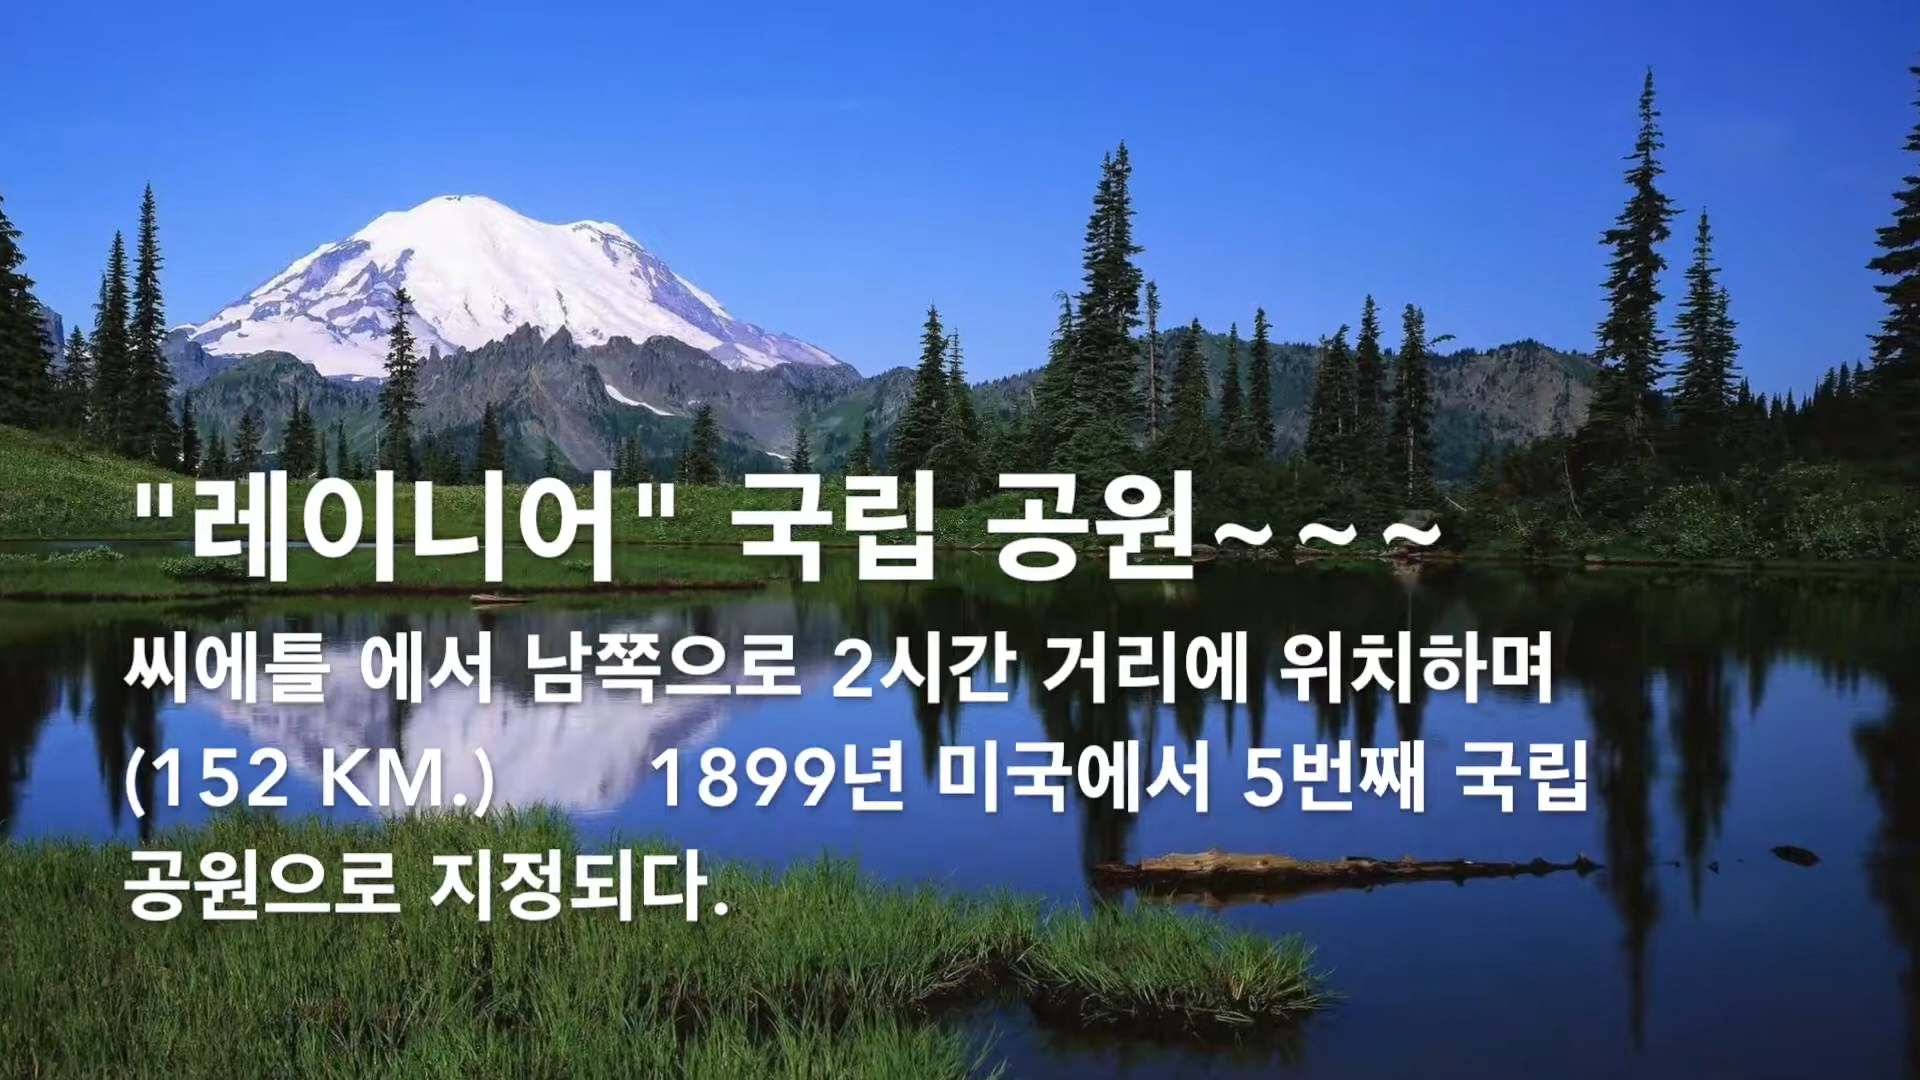 "레이니어" 국립 공원~~~
씨에틀 에서 남쪽으로 2시간 거리에 위치하며
(152 KM.) 1899년 미국에서 5번째 국립
공원으로 지정되다.